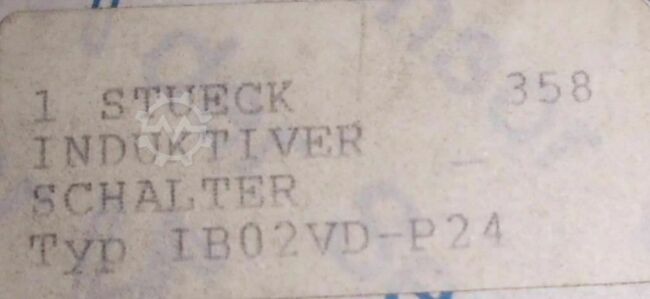 1 STUECK 358
INDUKTIVER
SCHALTER
Typ IB02VD-P24